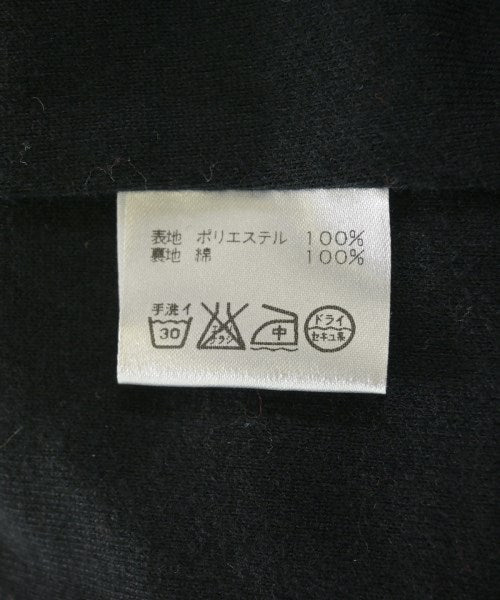 表地 ポリエステル 100%
裏地 綿 100%
手洗イ
30
エンソ
サラシ
中
ドライ
セキユ系